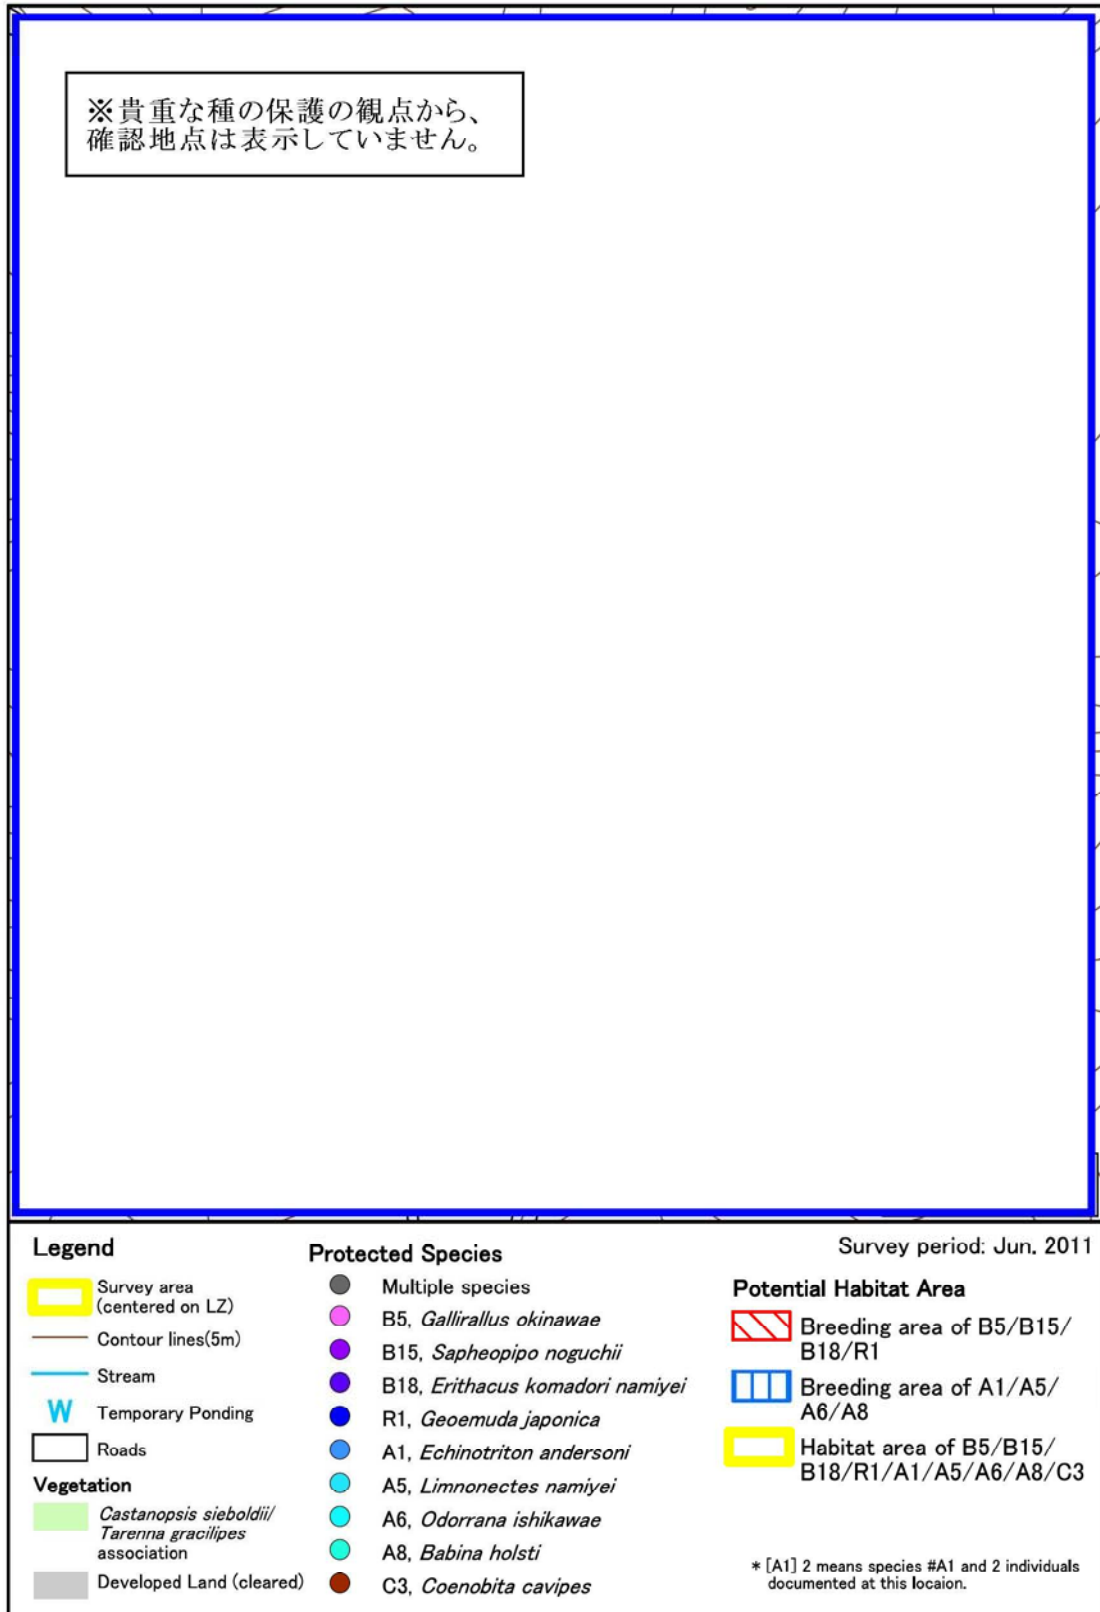 ※貴重な種の保護の観点から、
確認地点は表示していません。
Legend
Survey area
(centered on LZ)
Contour lines(5m)
Stream
W Temporary Ponding
Roads
Vegetation
Castanopsis sieboldii/
Tarenna gracilipes
association
Developed Land (cleared)
Protected Species
Multiple species
B5, Gallirallus okinawae
B15, Sapheopipo noguchii
B18, Erithacus komadori namiyei
R1, Geoemuda japonica
A1, Echinotriton andersoni
A5, Limnonectes namiyei
A6, Odorrana ishikawae
A8, Babina holsti
C3, Coenobita cavipes
Survey period: Jun. 2011
Potential Habitat Area
Breeding area of B5/B15/
B18/R1
Breeding area of A1/A5/
A6/A8
Habitat area of B5/B15/
B18/R1/A1/A5/A6/A8/C3
* [A1] 2 means species #A1 and 2 individuals
documented at this locaion.